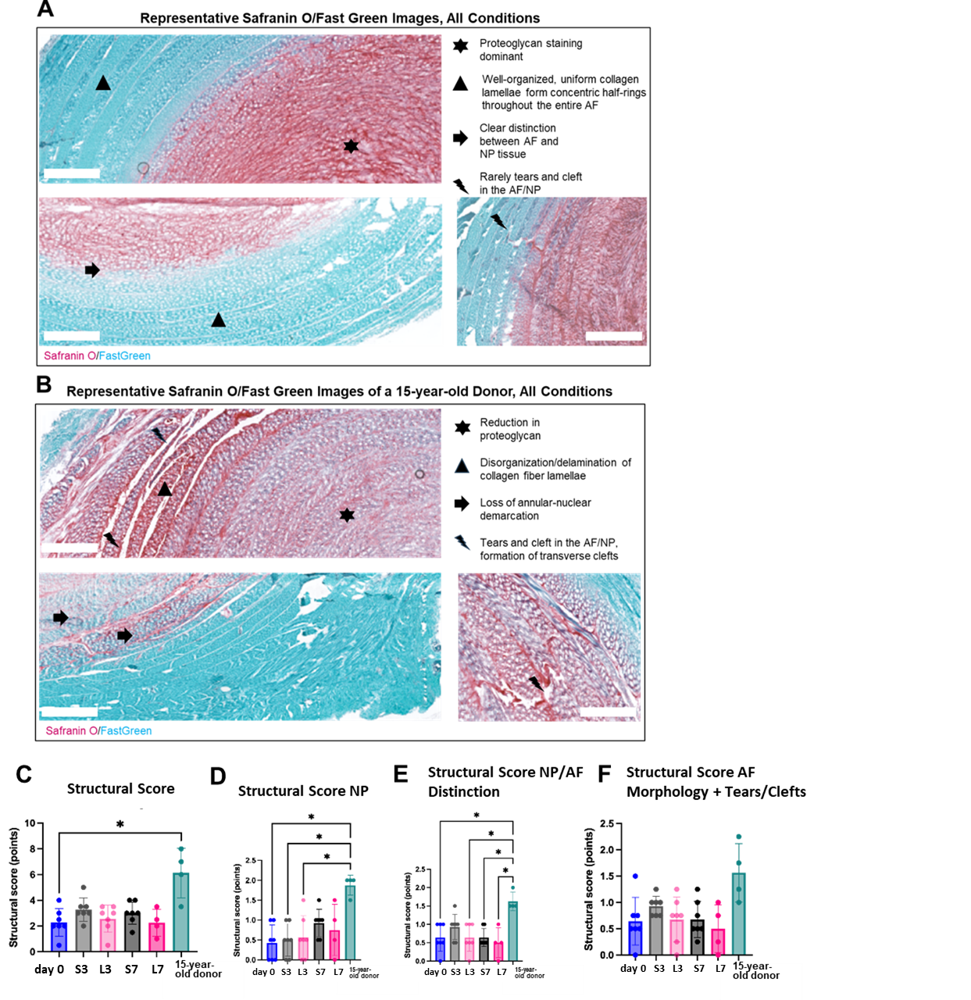 A
Representative Safranin O/Fast Green Images, All Conditions
Proteoglycan staining
dominant
Well-organized, uniform collagen
lamellae form concentric half-rings
throughout the entire AF
Clear distinction
between AF and
NP tissue
Rarely tears and cleft
in the AF/NP
Safranin O/FastGreen
B
Representative Safranin O/Fast Green Images of a 15-year-old Donor, All Conditions
Reduction in
proteoglycan
Disorganization/delamination of
collagen fiber lamellae
Loss of annular-nuclear
demarcation
Tears and cleft in the AF/NP,
formation of transverse clefts
Safranin O/FastGreen
C
Structural Score
Structural score (points)
10
8
6
4
2
0
*
day 0 S3 L3 S7 L7 15-year-
old donor
D
Structural Score NP
Structural score (points)
2.5
2.0
1.5
1.0
0.5
0.0
*
*
*
day 0 S3 L3 S7 L7 15-year-
old donor
E
Structural Score NP/AF
Distinction
Structural score (points)
2.5
2.0
1.5
1.0
0.5
0.0
*
*
*
*
day 0 S3 L3 S7 L7 15-year-
old donor
F
Structural Score AF
Morphology + Tears/Clefts
Structural score (points)
2.5
2.0
1.5
1.0
0.5
0.0
day 0 S3 L3 S7 L7 15-year-
old donor